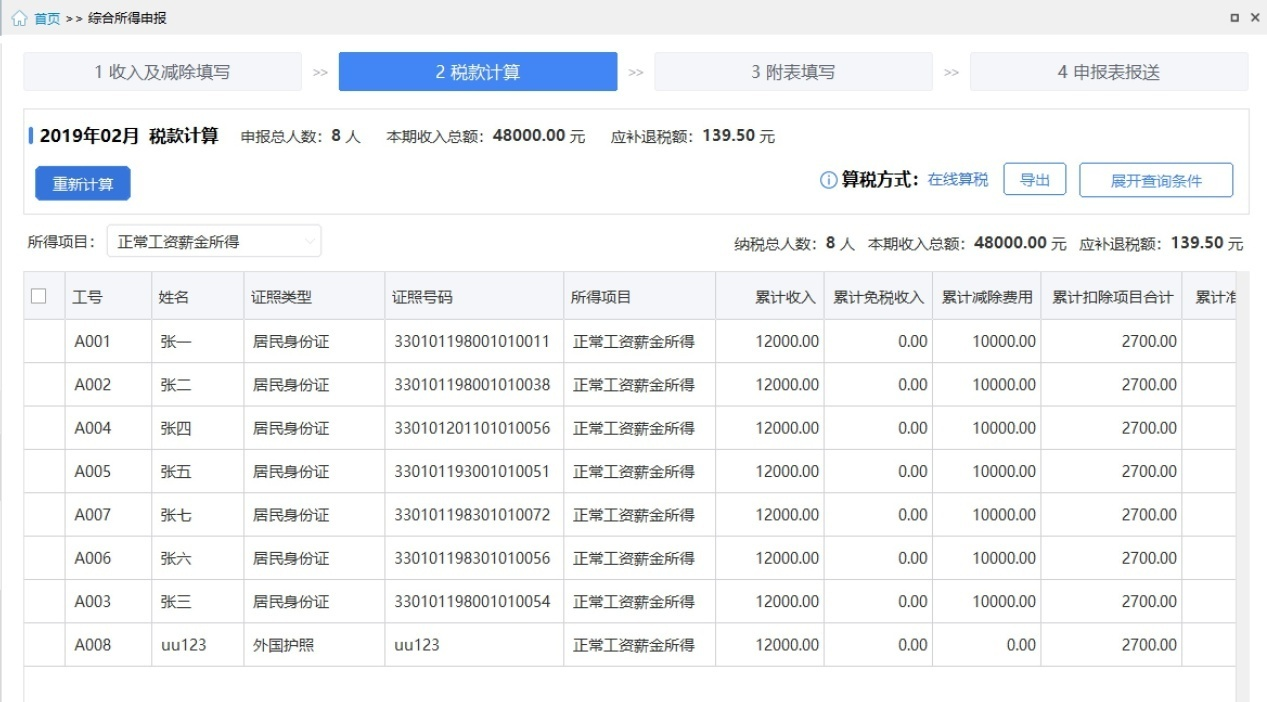 首页 >> 综合所得申报
1 收入及减除填写 >> 2 税款计算 >> 3 附表填写 >> 4 申报表报送
2019年02月 税款计算 申报总人数：8 人 本期收入总额：48000.00 元 应补退税额：139.50 元
重新计算 算税方式：在线算税 导出 展开查询条件
所得项目： 正常工资薪金所得 纳税总人数：8 人 本期收入总额：48000.00 元 应补退税额：139.50 元
工号 姓名 证照类型 证照号码 所得项目 累计收入 累计免税收入 累计减除费用 累计扣除项目合计 累计准
A001 张一 居民身份证 330101198001010011 正常工资薪金所得 12000.00 0.00 10000.00 2700.00
A002 张二 居民身份证 330101198001010038 正常工资薪金所得 12000.00 0.00 10000.00 2700.00
A004 张四 居民身份证 330101201101010056 正常工资薪金所得 12000.00 0.00 10000.00 2700.00
A005 张五 居民身份证 330101193001010051 正常工资薪金所得 12000.00 0.00 10000.00 2700.00
A007 张七 居民身份证 330101198301010072 正常工资薪金所得 12000.00 0.00 10000.00 2700.00
A006 张六 居民身份证 330101198301010056 正常工资薪金所得 12000.00 0.00 10000.00 2700.00
A003 张三 居民身份证 330101198001010054 正常工资薪金所得 12000.00 0.00 10000.00 2700.00
A008 uu123 外国护照 uu123 正常工资薪金所得 12000.00 0.00 0.00 2700.00